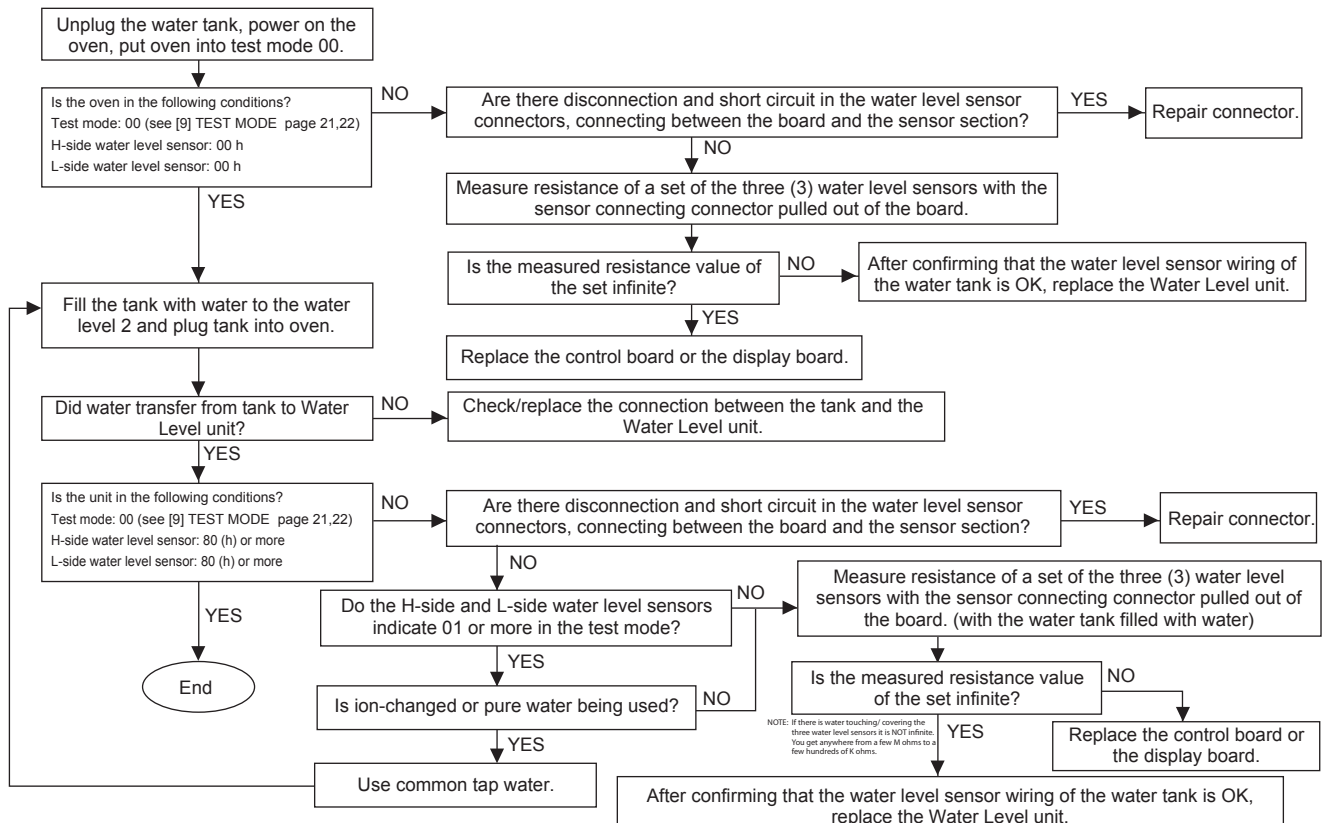 Unplug the water tank, power on the
oven, put oven into test mode 00.
Is the oven in the following conditions?
Test mode: 00 (see [9] TEST MODE page 21,22)
H-side water level sensor: 00 h
L-side water level sensor: 00 h
NO
Are there disconnection and short circuit in the water level sensor
connectors, connecting between the board and the sensor section?
YES
Repair connector.
NO
Measure resistance of a set of the three (3) water level sensors with the
sensor connecting connector pulled out of the board.
YES
Is the measured resistance value of
the set infinite?
NO
After confirming that the water level sensor wiring of
the water tank is OK, replace the Water Level unit.
YES
Replace the control board or the display board.
Fill the tank with water to the water
level 2 and plug tank into oven.
Did water transfer from tank to Water
Level unit?
NO
Check/replace the connection between the tank and the
Water Level unit.
YES
Is the unit in the following conditions?
Test mode: 00 (see [9] TEST MODE page 21,22)
H-side water level sensor: 80 (h) or more
L-side water level sensor: 80 (h) or more
NO
Are there disconnection and short circuit in the water level sensor
connectors, connecting between the board and the sensor section?
YES
Repair connector.
NO
Do the H-side and L-side water level sensors
indicate 01 or more in the test mode?
NO
Measure resistance of a set of the three (3) water level
sensors with the sensor connecting connector pulled out of
the board. (with the water tank filled with water)
YES
End
YES
Is ion-changed or pure water being used?
NO
Is the measured resistance value
of the set infinite?
NO
NOTE: If there is water touching/ covering the
three water level sensors it is NOT infinite.
You get anywhere from a few M ohms to a
few hundreds of K ohms.
YES
Replace the control board or
the display board.
YES
Use common tap water.
After confirming that the water level sensor wiring of the water tank is OK,
replace the Water Level unit.